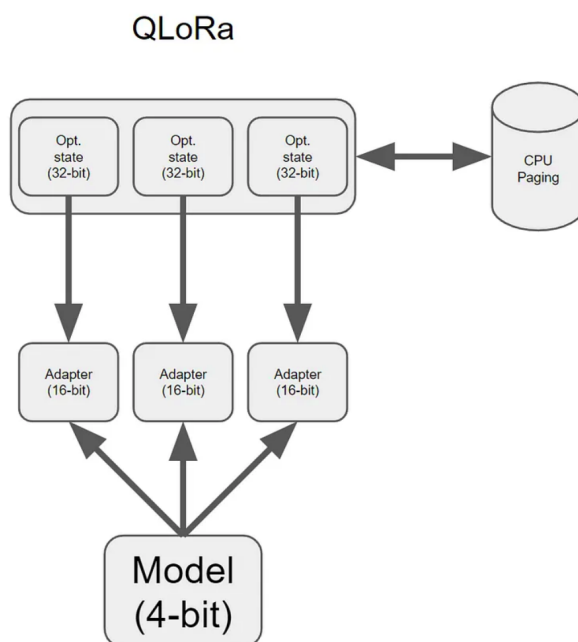 QLoRa
Opt.
state
(32-bit)
Opt.
state
(32-bit)
Opt.
state
(32-bit)
CPU
Paging
Adapter
(16-bit)
Adapter
(16-bit)
Adapter
(16-bit)
Model
(4-bit)